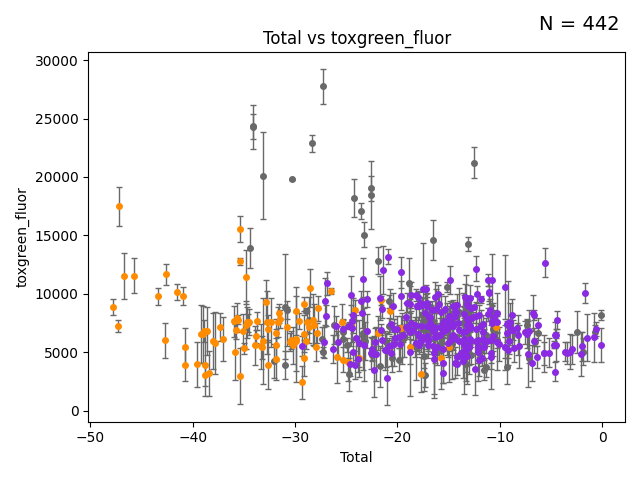 N = 442
Total vs toxgreen_fluor
30000
25000
20000
15000
10000
5000
0
toxgreen_fluor
−50 −40 −30 −20 −10 0
Total